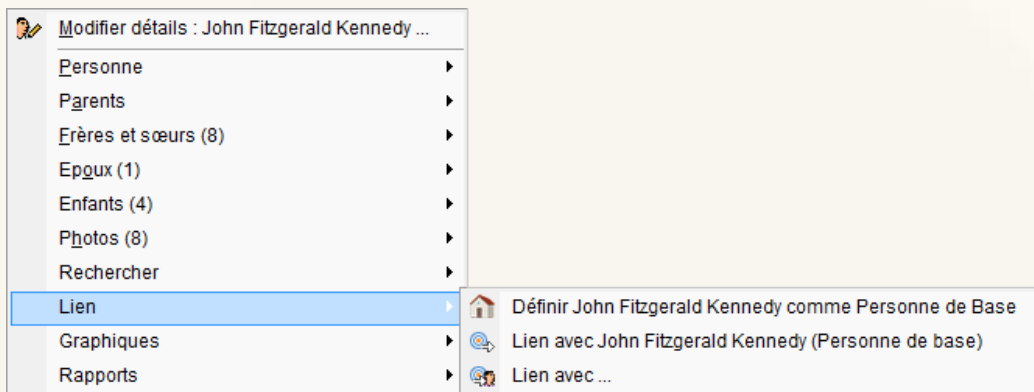 Modifier détails : John Fitzgerald Kennedy ...
Personne
Parents
Frères et sœurs (8)
Epoux (1)
Enfants (4)
Photos (8)
Rechercher
Lien
Définir John Fitzgerald Kennedy comme Personne de Base
Graphiques
Lien avec John Fitzgerald Kennedy (Personne de base)
Rapports
Lien avec ...